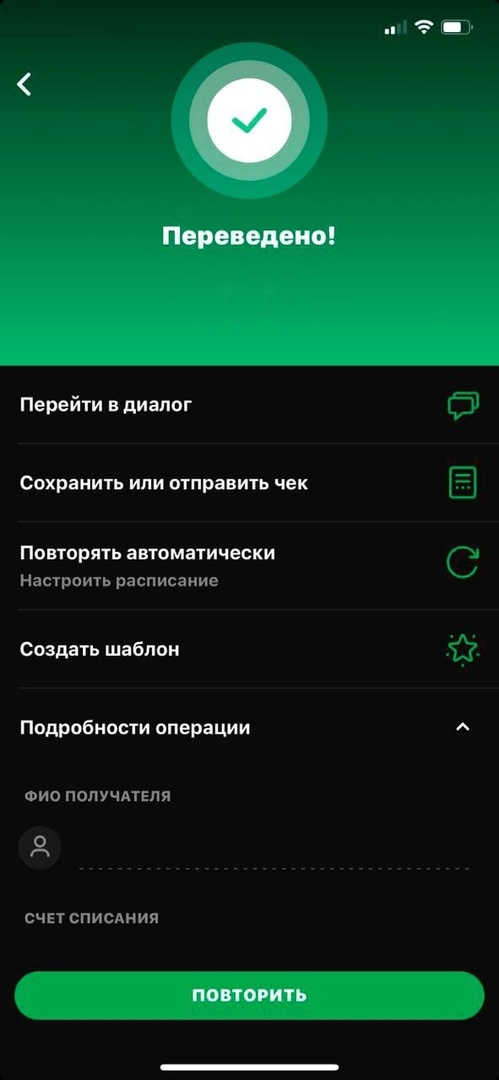 Переведено!
Перейти в диалог
Сохранить или отправить чек
Повторять автоматически
Настроить расписание
Создать шаблон
Подробности операции
ФИО ПОЛУЧАТЕЛЯ
СЧЕТ СПИСАНИЯ
ПОВТОРИТЬ